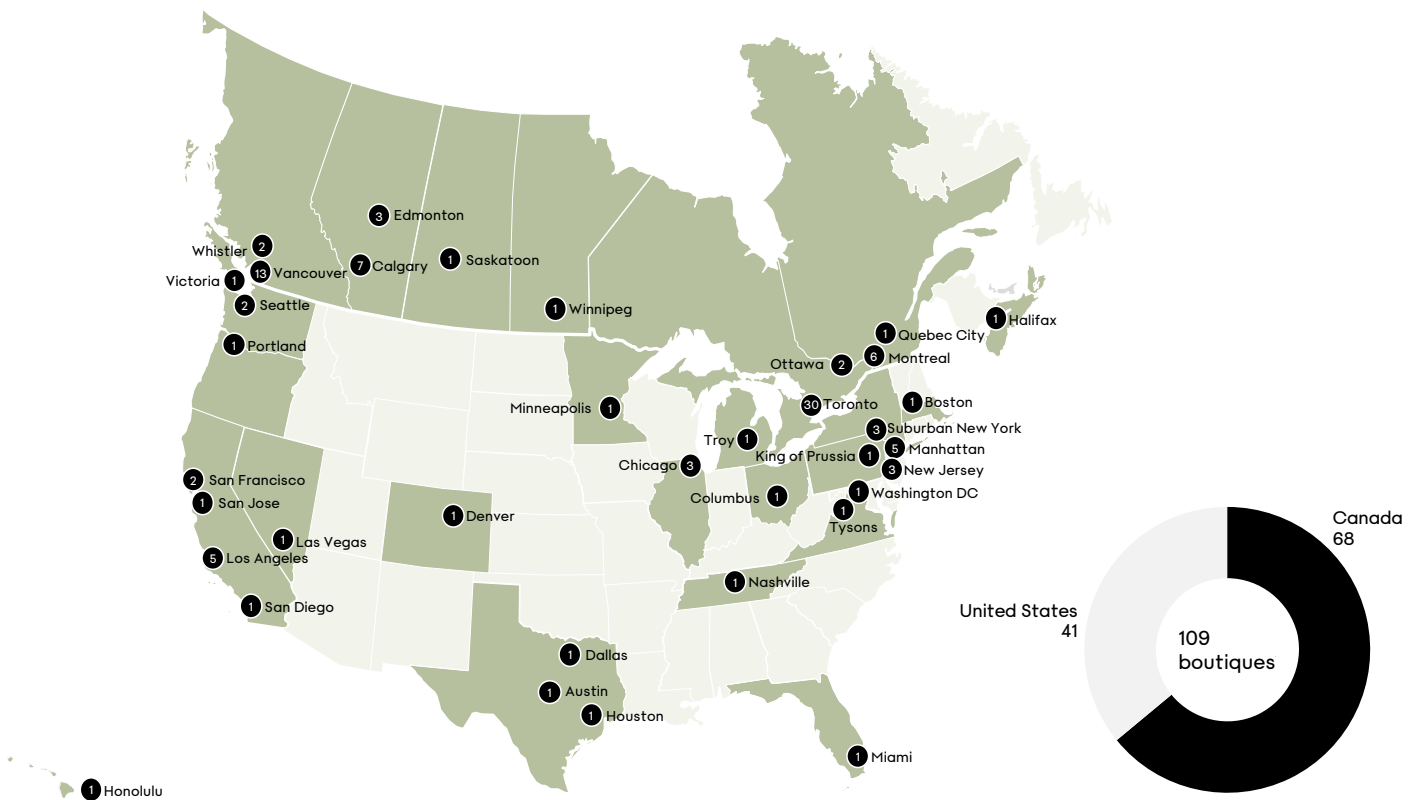 3 Edmonton
Whistler 2
1 Saskatoon
13 Vancouver
7 Calgary
Victoria 1
2 Seattle
1 Winnipeg
1 Halifax
1 Quebec City
1 Portland
6 Montreal
Ottawa 2
30 Toronto
1 Boston
Minneapolis 1
3 Suburban New York
Troy 1
5 Manhattan
King of Prussia 1
Chicago 3
3 New Jersey
2 San Francisco
1 Washington DC
Columbus 1
1 San Jose
1 Denver
1
Tysons
Canada
68
1 Las Vegas
5 Los Angeles
1 Nashville
1 San Diego
United States
41
109
boutiques
1 Dallas
1 Austin
1 Houston
1 Miami
1 Honolulu